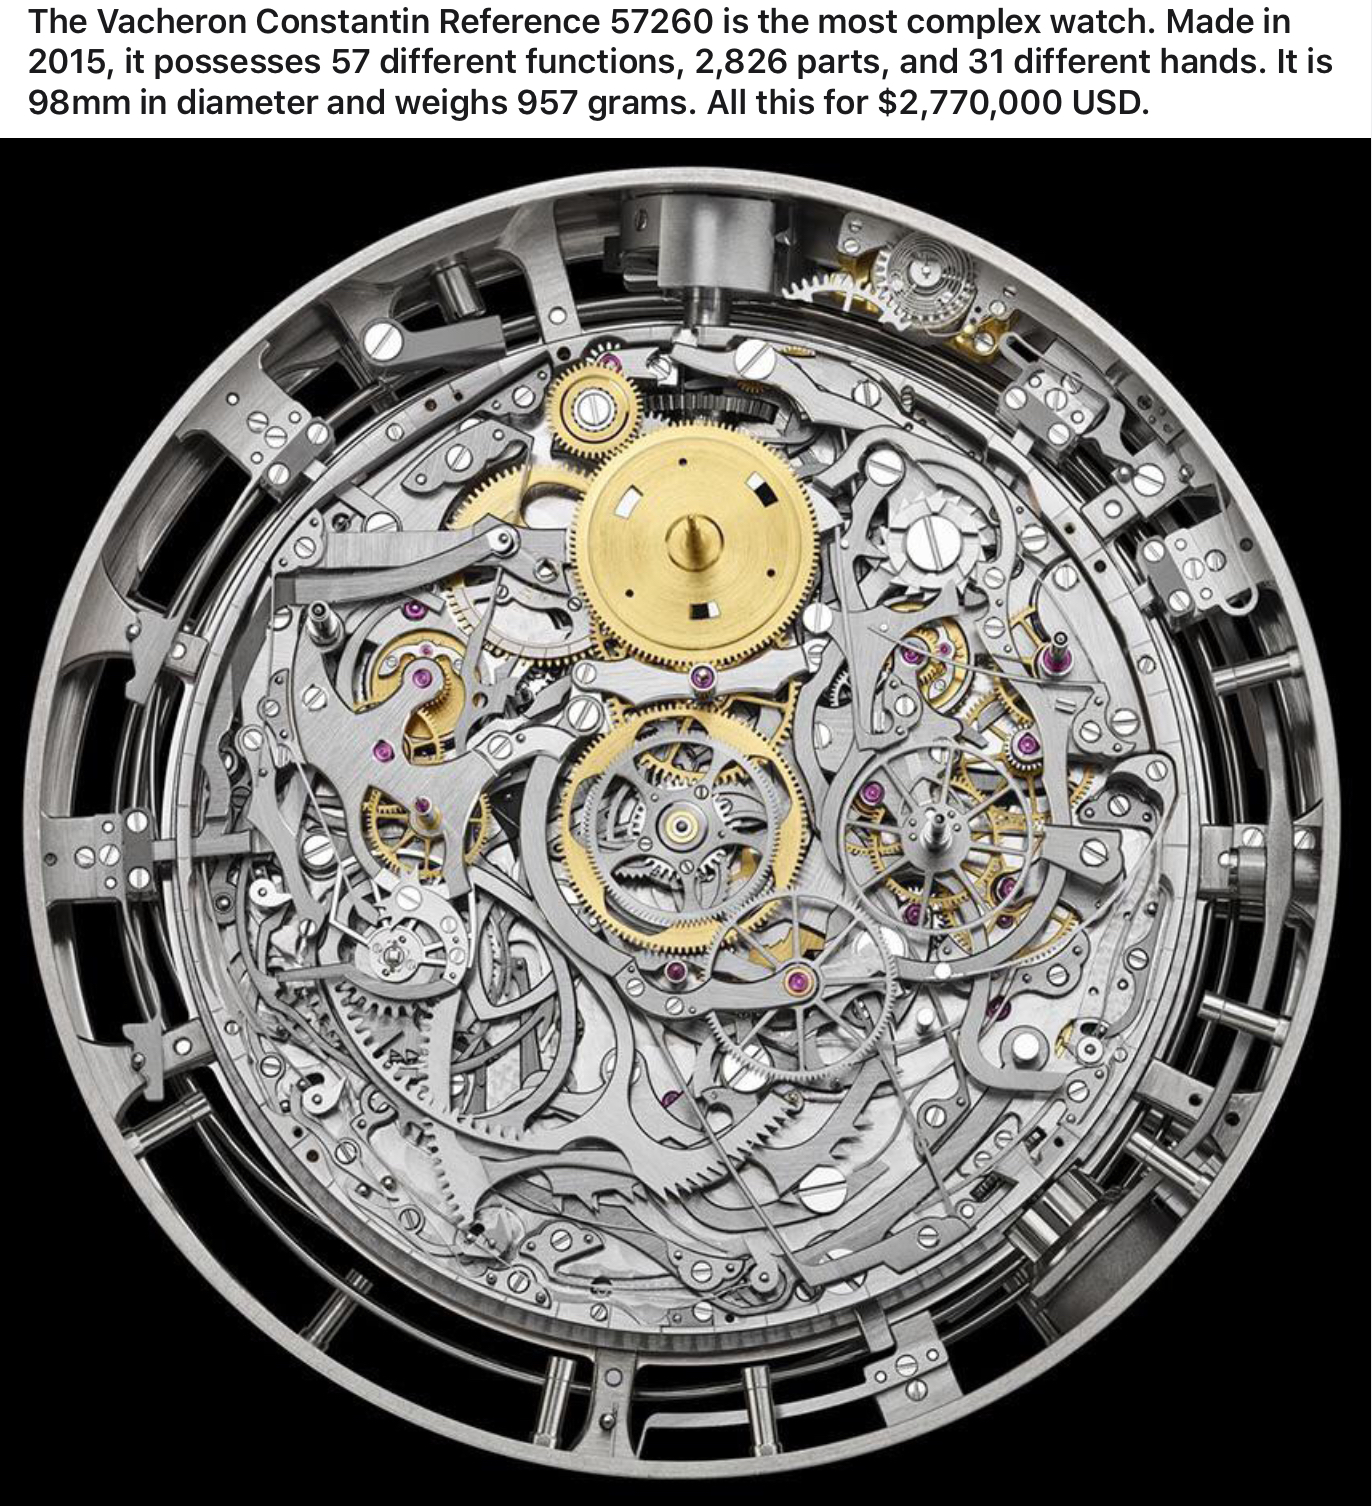 The Vacheron Constantin Reference 57260 is the most complex watch. Made in
2015, it possesses 57 different functions, 2,826 parts, and 31 different hands. It is
98mm in diameter and weighs 957 grams. All this for $2,770,000 USD.